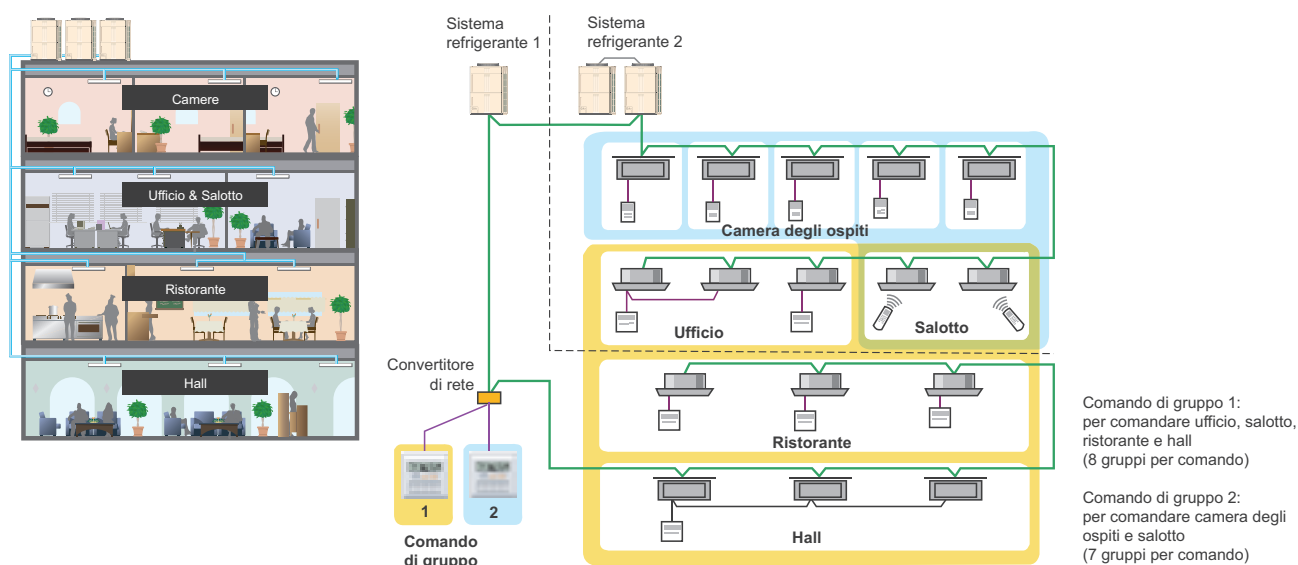 Camere
Ufficio & Salotto
Ristorante
Hall
Sistema
refrigerante 1
Sistema
refrigerante 2
Camera degli ospiti
Ufficio
Salotto
Convertitore
di rete
Ristorante
Hall
1
2
Comando
di gruppo
Comando di gruppo 1:
per comandare ufficio, salotto,
ristorante e hall
(8 gruppi per comando)
Comando di gruppo 2:
per comandare camera degli
ospiti e salotto
(7 gruppi per comando)